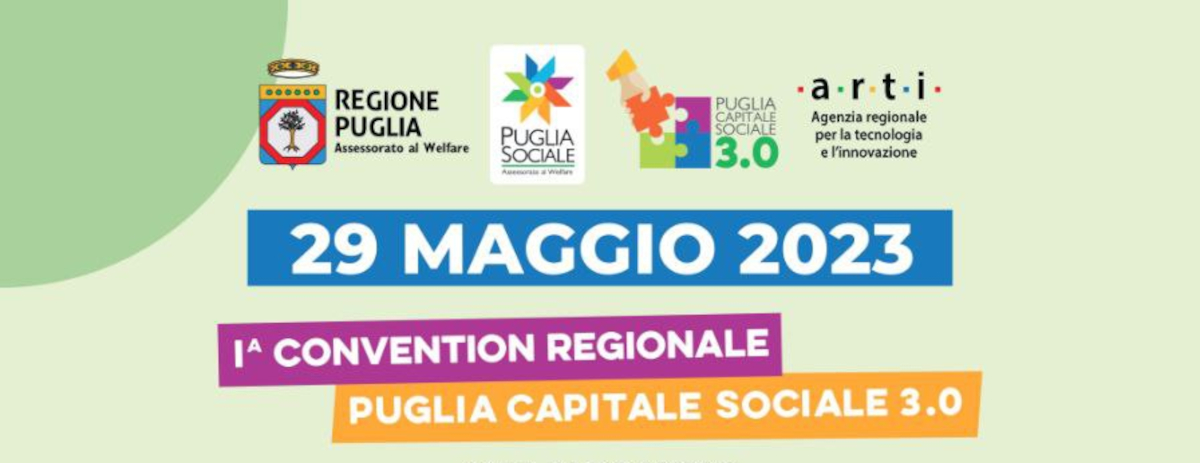 REGIONE
PUGLIA
Assessorato al Welfare
PUGLIA
SOCIALE
Assessorato al Welfare
PUGLIA
CAPITALE
SOCIALE
3.0
·a·r·t·i·
Agenzia regionale
per la tecnologia
e l'innovazione
29 MAGGIO 2023
Iᴬ CONVENTION REGIONALE
PUGLIA CAPITALE SOCIALE 3.0